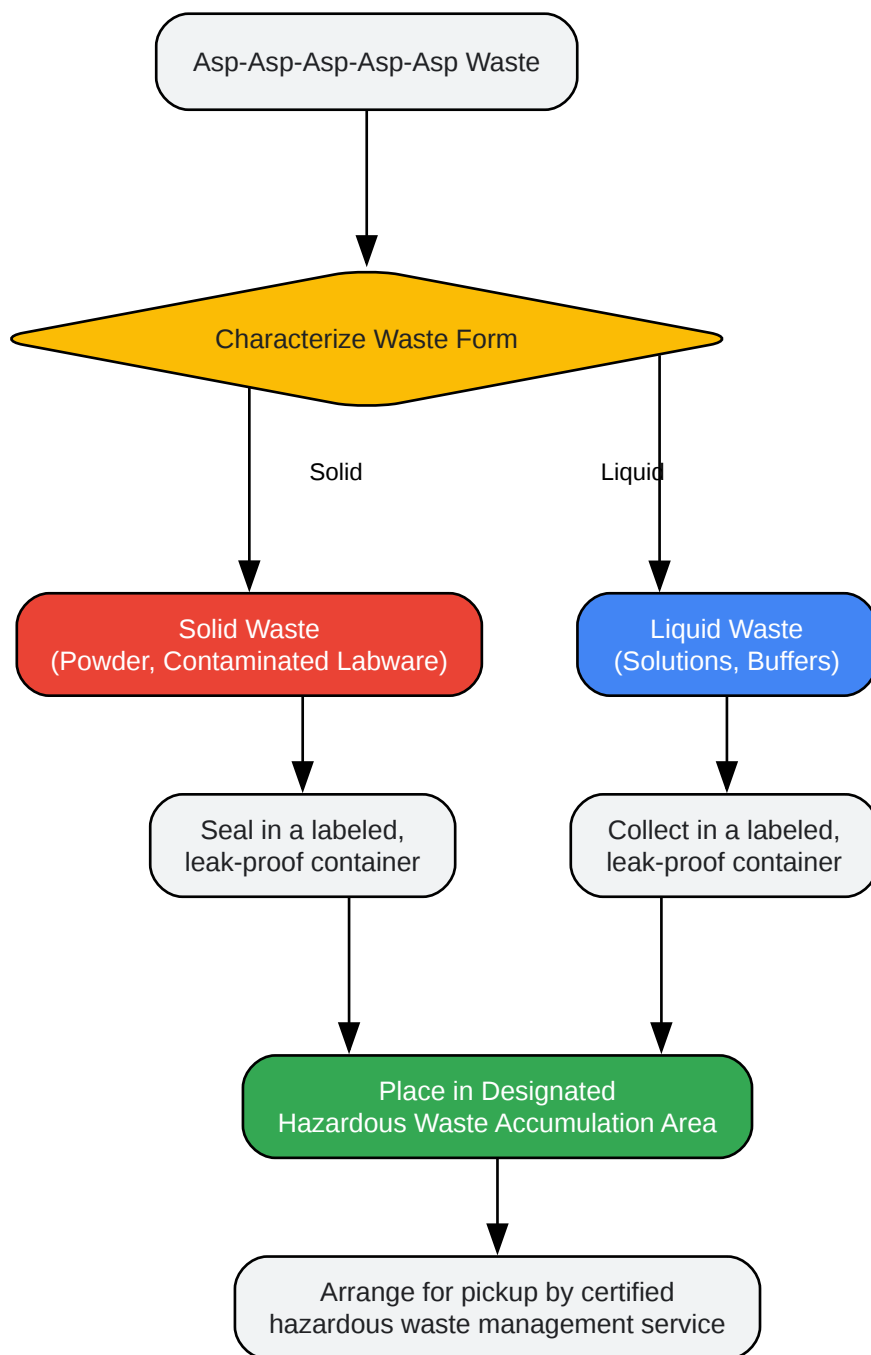 Asp-Asp-Asp-Asp-Asp Waste
Characterize Waste Form
Solid
Liquid
Solid Waste
(Powder, Contaminated Labware)
Liquid Waste
(Solutions, Buffers)
Seal in a labeled,
leak-proof container
Collect in a labeled,
leak-proof container
Place in Designated
Hazardous Waste Accumulation Area
Arrange for pickup by certified
hazardous waste management service